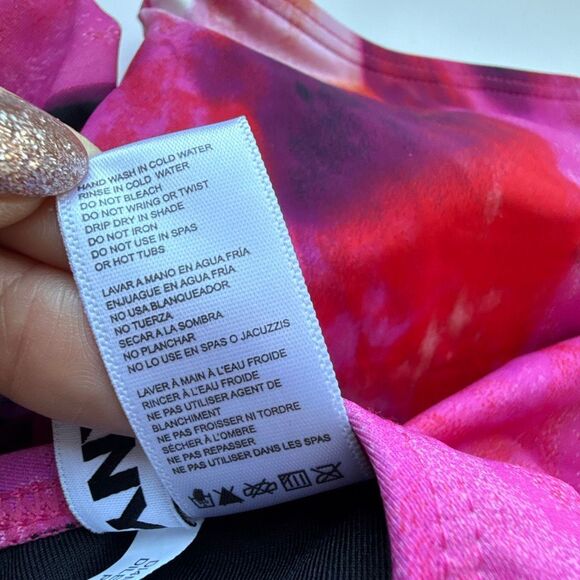 HAND WASH IN COLD WATER
RINSE IN COLD WATER
DO NOT BLEACH
DO NOT WRING OR TWIST
DRIP DRY IN SHADE
DO NOT IRON
DO NOT USE IN SPAS
OR HOT TUBS
LAVAR A MANO EN AGUA FRÍA
ENJUAGUE EN AGUA FRÍA
NO USA BLANQUEADOR
NO TUERZA
SECAR A LA SOMBRA
NO PLANCHAR
NO LO USE EN SPAS O JACUZZIS
LAVER À MAIN À L'EAU FROIDE
RINCER À L'EAU FROIDE
NE PAS UTILISER AGENT DE
BLANCHIMENT
NE PAS FROISSER NI TORDRE
SÉCHER À L'OMBRE
NE PAS REPASSER
NE PAS UTILISER DANS LES SPAS